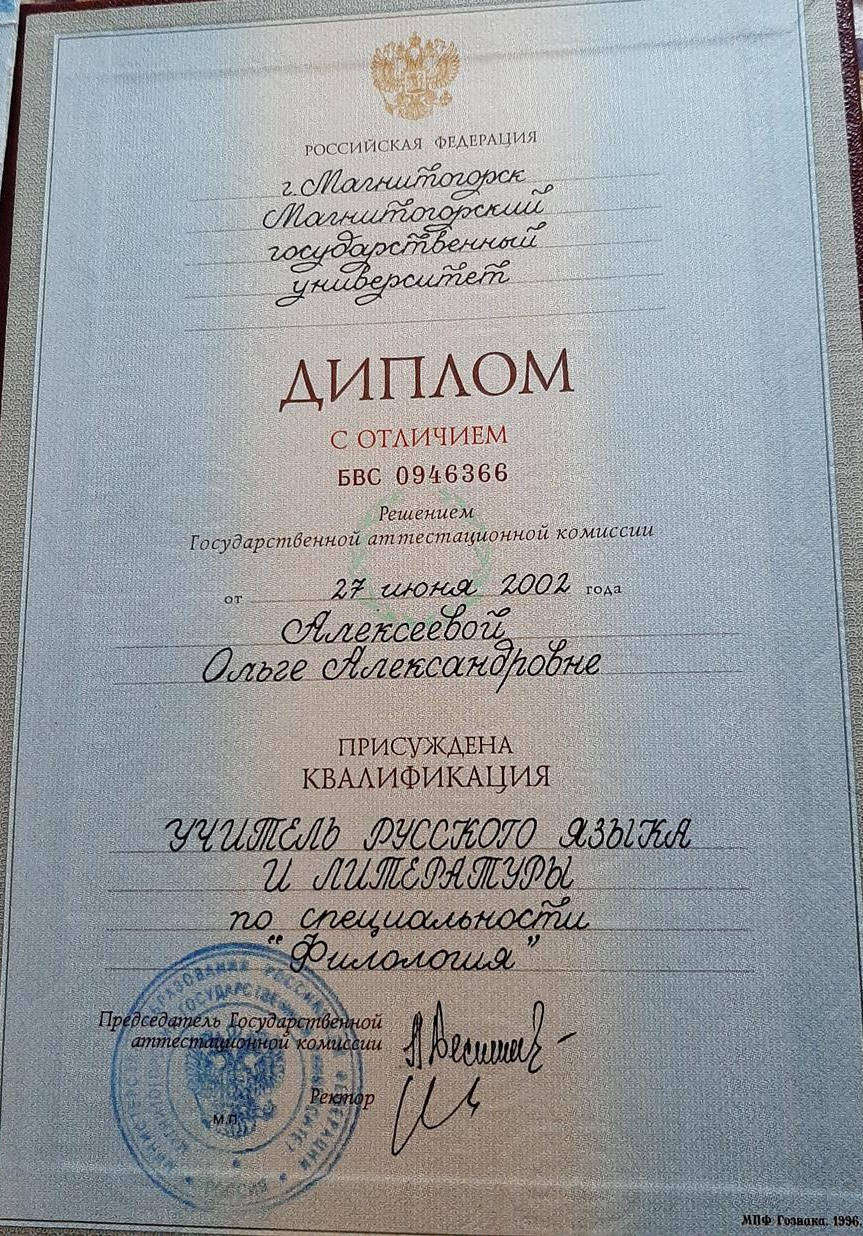 РОССИЙСКАЯ ФЕДЕРАЦИЯ
г. Магнитогорск
Магнитогорский
государственный
университет
ДИПЛОМ
С ОТЛИЧИЕМ
БВС 0946366
Решением
Государственной аттестационной комиссии
от 27 июня 2002 года
Алексеевой
Ольге Александровне
ПРИСУЖДЕНА
КВАЛИФИКАЦИЯ
УЧИТЕЛЬ РУССКОГО ЯЗЫКА
И ЛИТЕРАТУРЫ
по специальности
"Филология"
Председатель Государственной
аттестационной комиссии
Ректор
М.П.
РОССИЯ
МПФ Гознака. 1996.